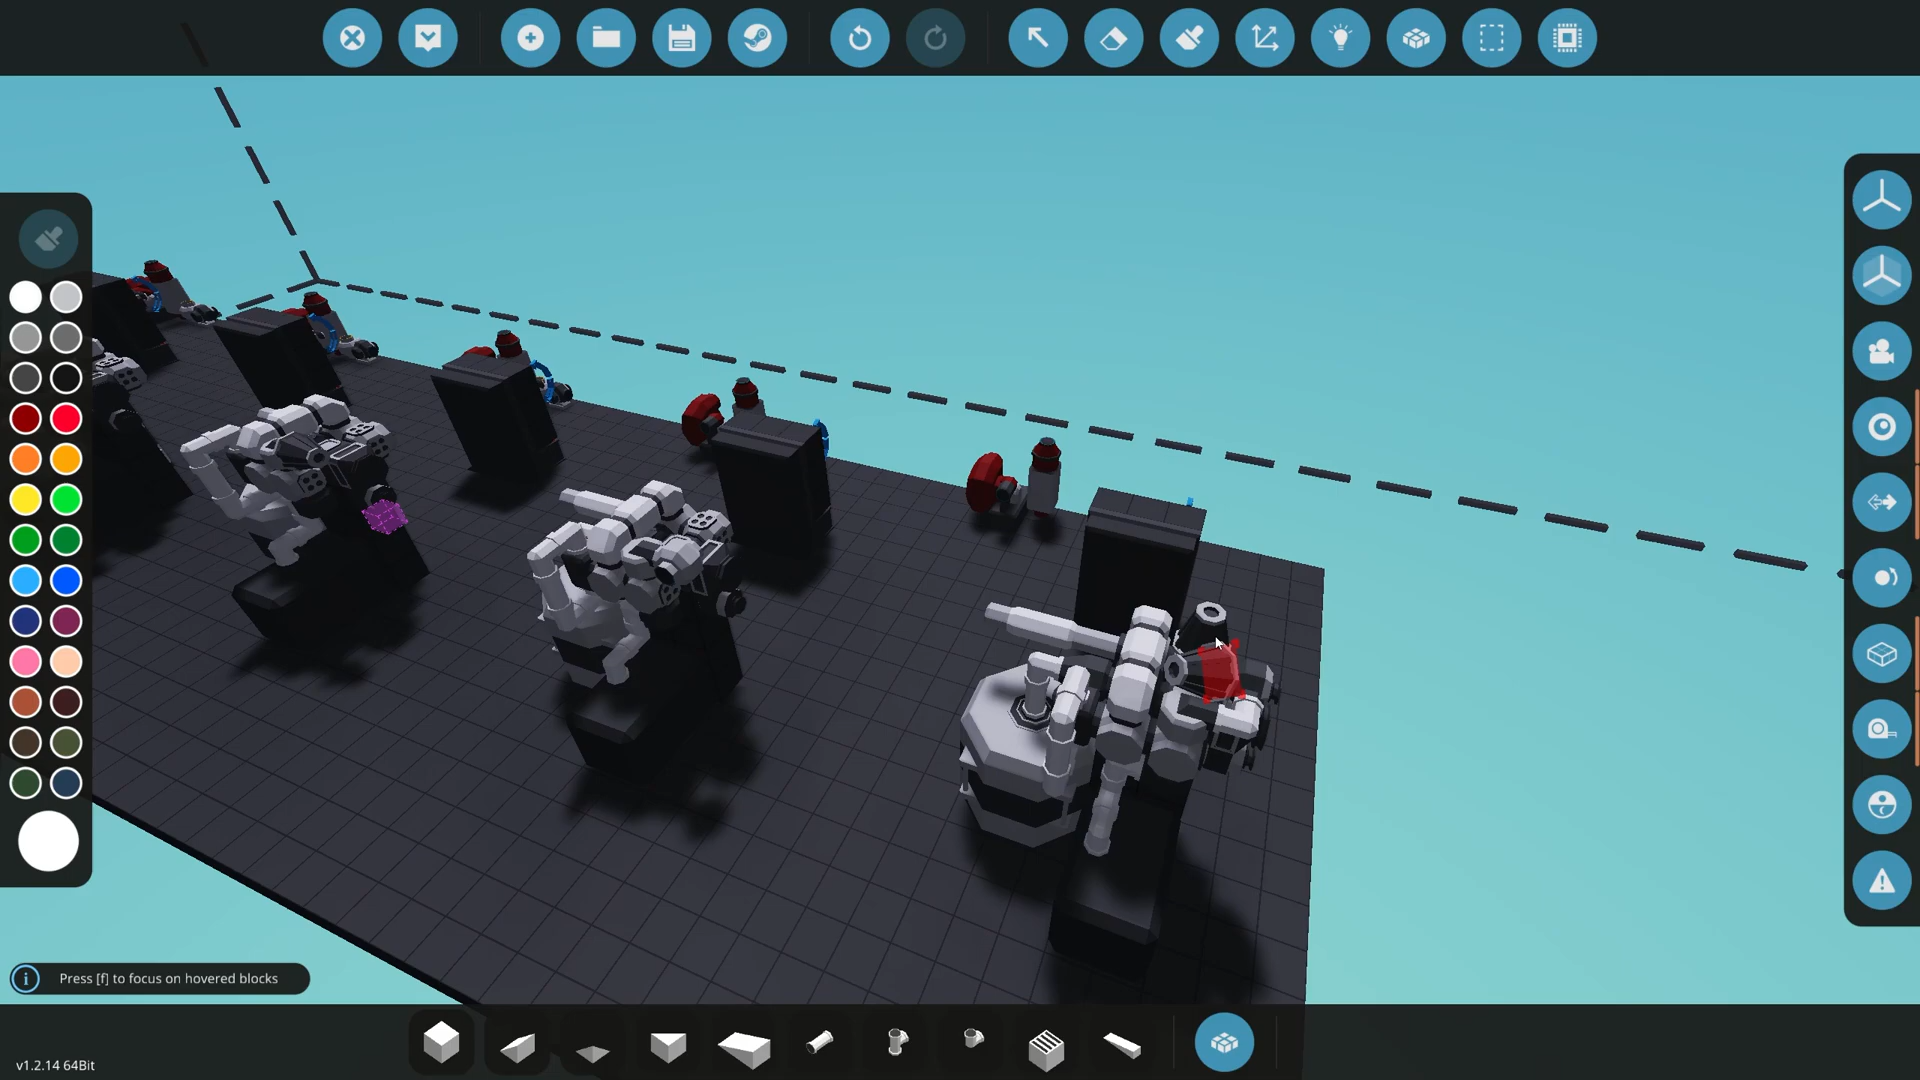 Press [f] to focus on hovered blocks
v1.2.14 64Bit